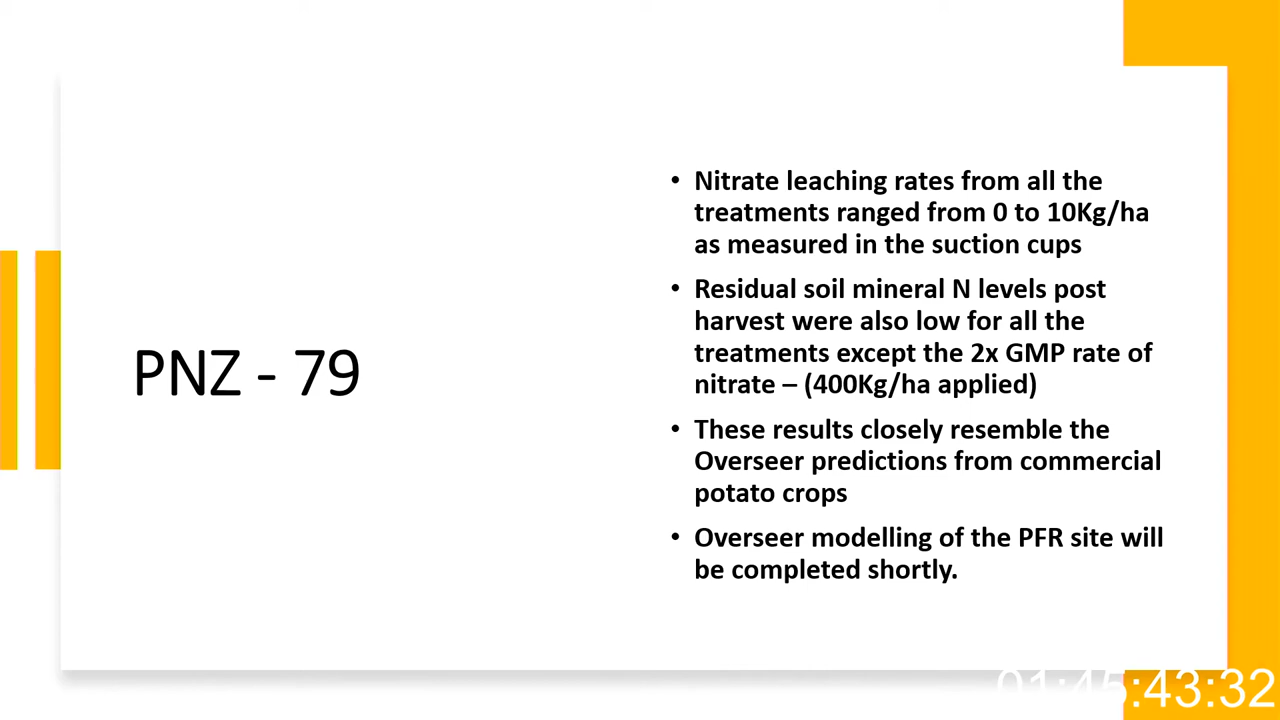 PNZ - 79
• Nitrate leaching rates from all the
treatments ranged from 0 to 10Kg/ha
as measured in the suction cups
• Residual soil mineral N levels post
harvest were also low for all the
treatments except the 2x GMP rate of
nitrate – (400Kg/ha applied)
• These results closely resemble the
Overseer predictions from commercial
potato crops
• Overseer modelling of the PFR site will
be completed shortly.
01:45:43:32